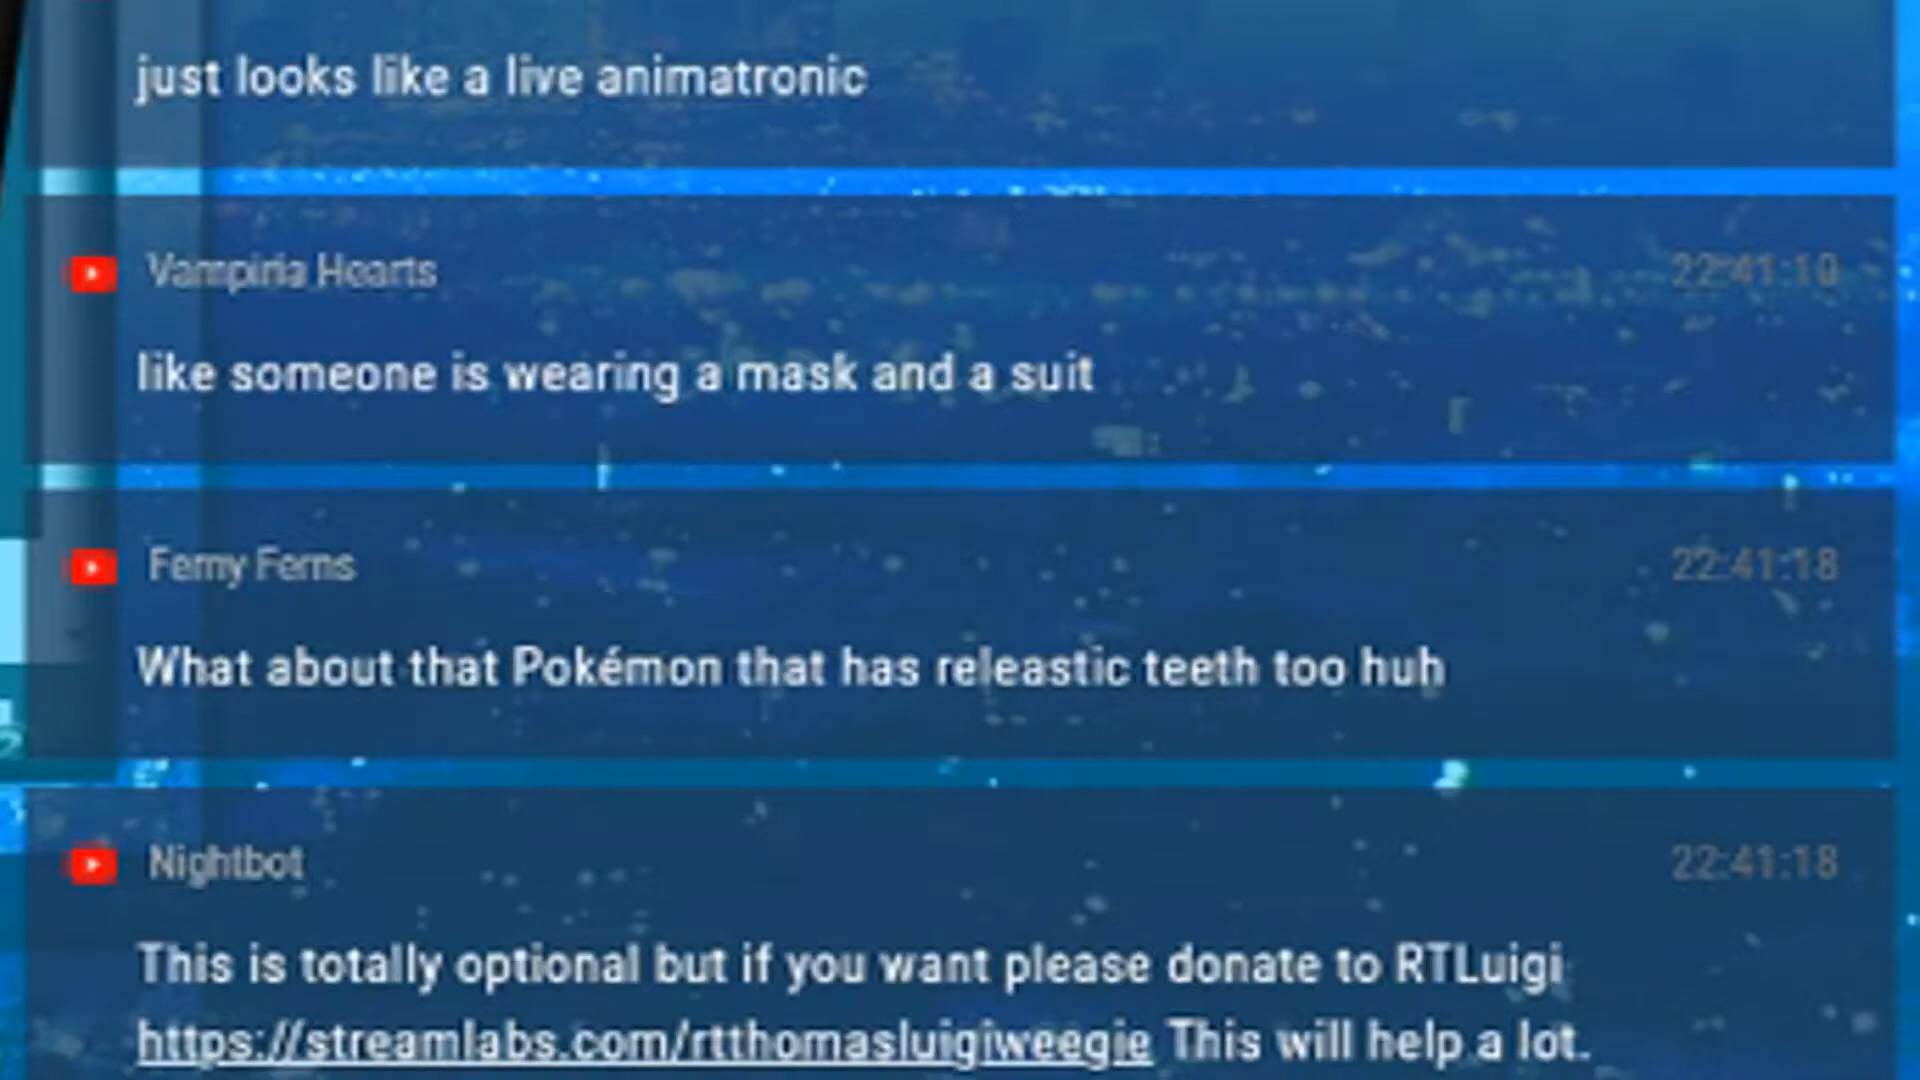 just looks like a live animatronic
Vampiria Hearts 22:41:10
like someone is wearing a mask and a suit
Ferny Ferns 22:41:18
What about that Pokémon that has releastic teeth too huh
Nightbot 22:41:18
This is totally optional but if you want please donate to RTLuigi
https://streamlabs.com/rtthomasluigiweegie This will help a lot.